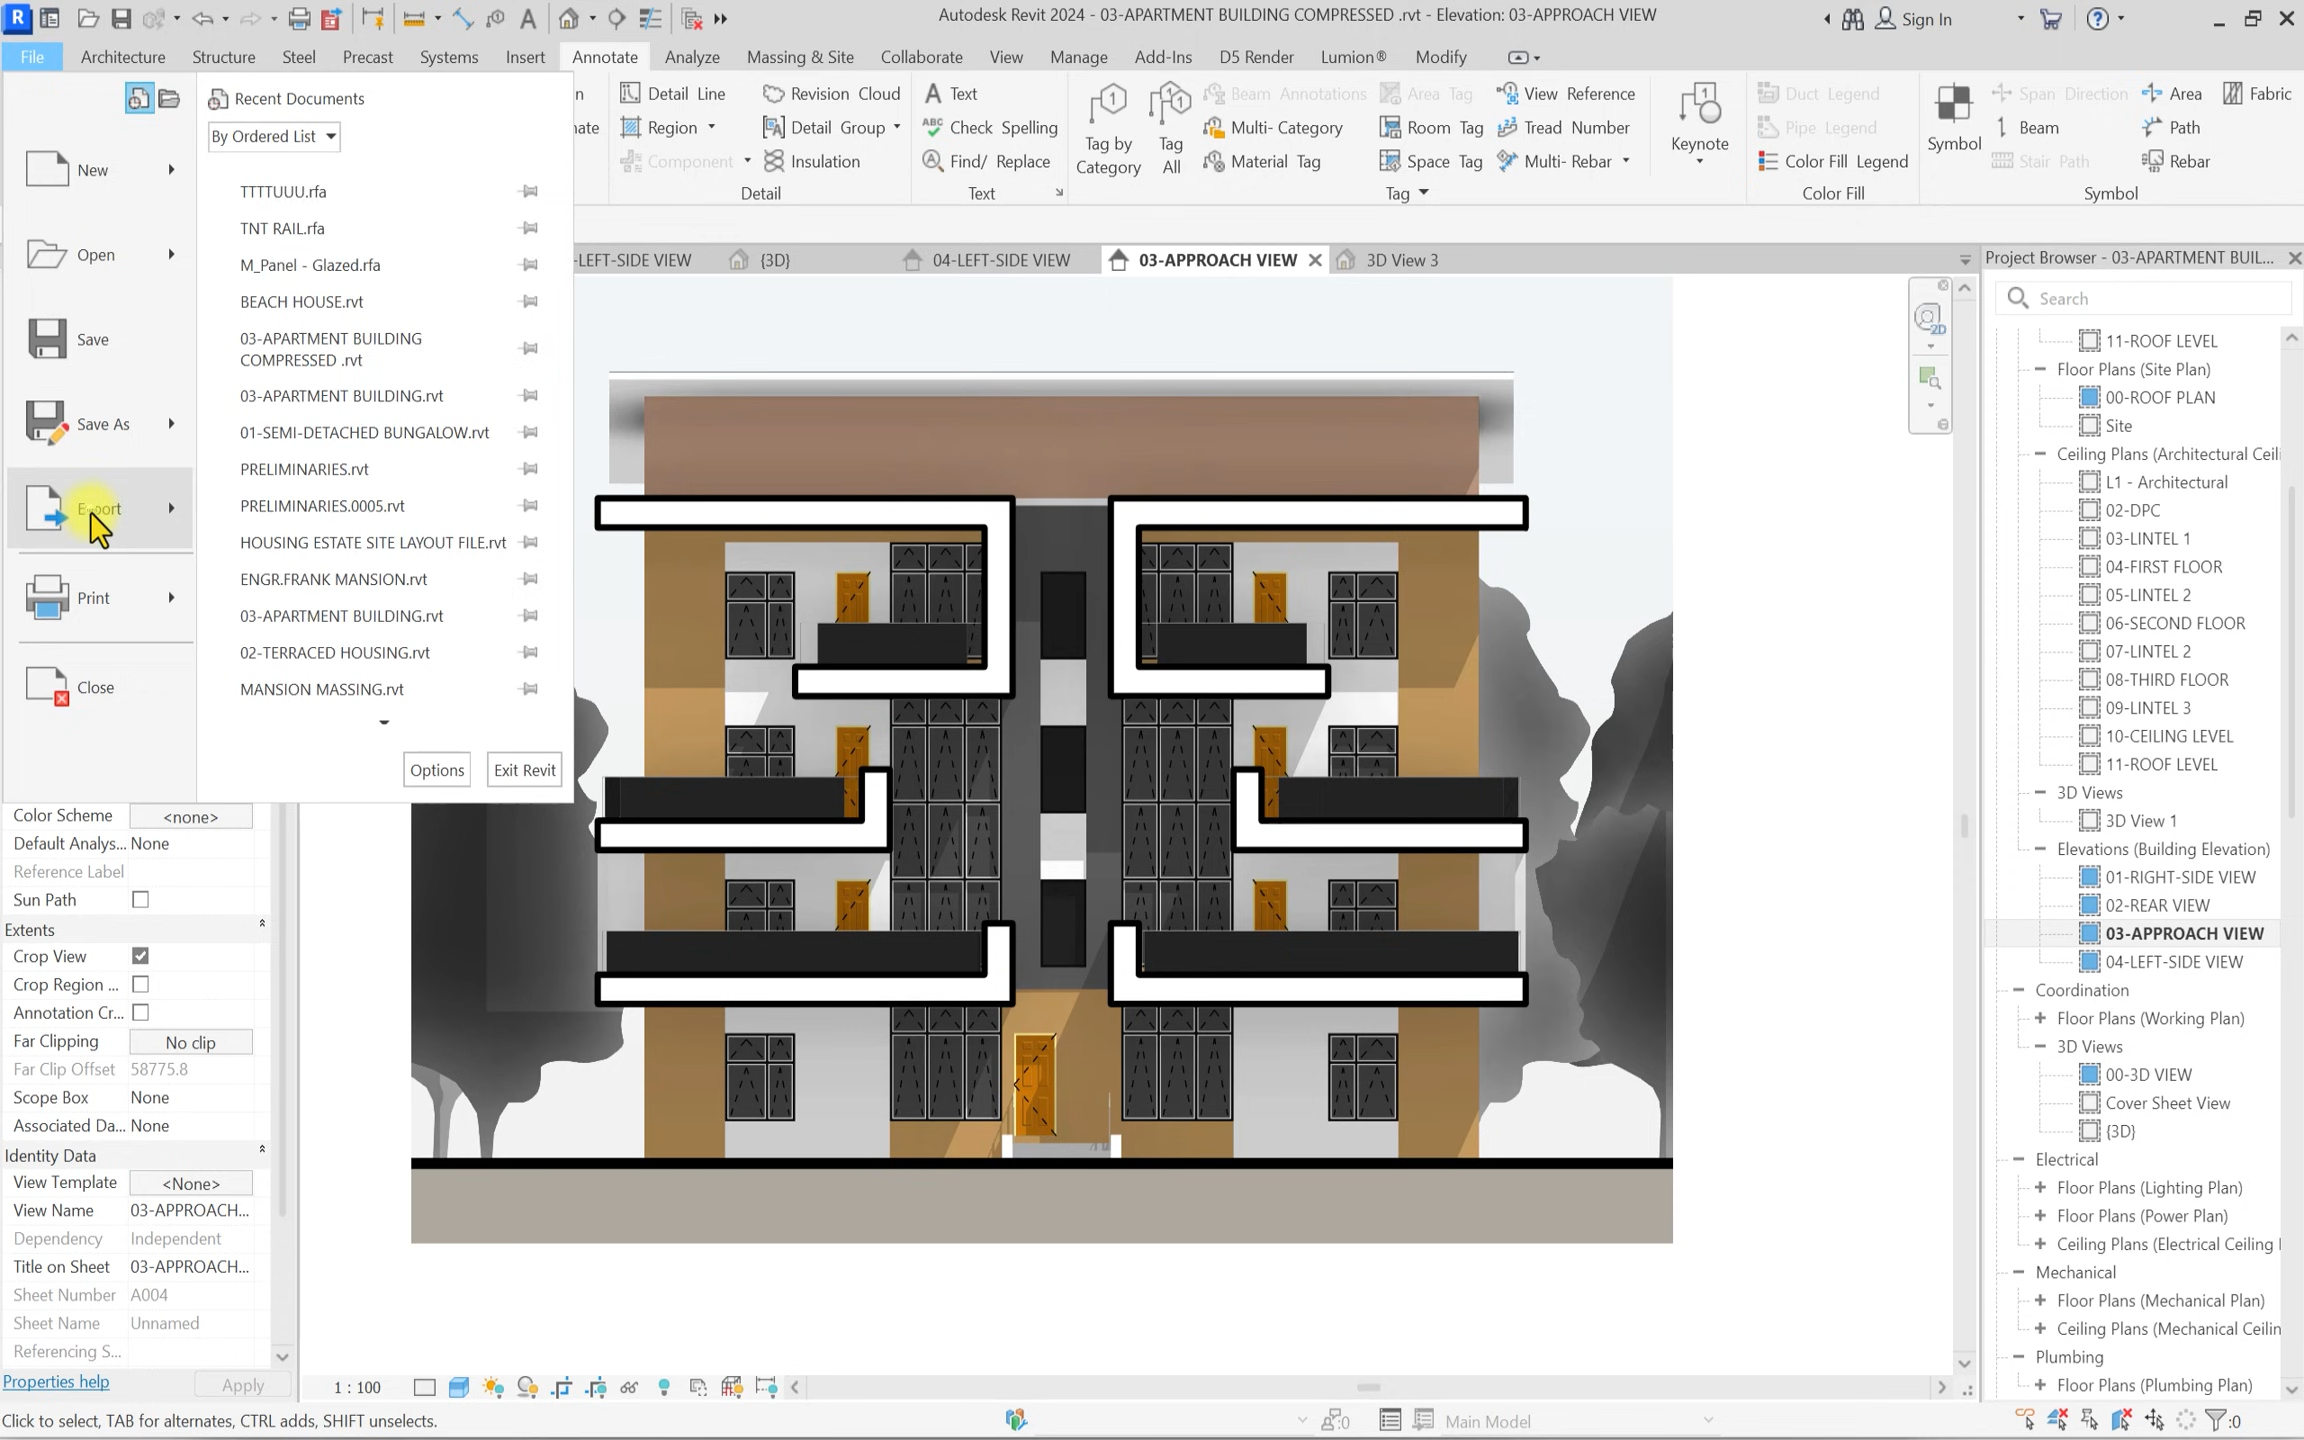 Autodesk Revit 2024 - 03-APARTMENT BUILDING COMPRESSED .rvt - Elevation: 03-APPROACH VIEW
Sign In
File Architecture Structure Steel Precast Systems Insert Annotate Analyze Massing & Site Collaborate View Manage Add-Ins D5 Render Lumion® Modify
Detail Line Revision Cloud
Region Detail Group
Component Insulation
Detail
Text
Check Spelling
Find/ Replace
Text
Tag by
Category
Tag
All
Beam Annotations Area Tag View Reference
Multi- Category Room Tag Tread Number
Material Tag Space Tag Multi- Rebar
Tag
Keynote
Duct Legend
Pipe Legend
Color Fill Legend
Color Fill
Symbol
Span Direction Area Fabric
Beam Path
Stair Path Rebar
Symbol
Recent Documents
By Ordered List
New
Open
Save
Save As
Export
Print
Close
TTTTUUU.rfa
TNT RAIL.rfa
M_Panel - Glazed.rfa
BEACH HOUSE.rvt
03-APARTMENT BUILDING
COMPRESSED .rvt
03-APARTMENT BUILDING.rvt
01-SEMI-DETACHED BUNGALOW.rvt
PRELIMINARIES.rvt
PRELIMINARIES.0005.rvt
HOUSING ESTATE SITE LAYOUT FILE.rvt
ENGR.FRANK MANSION.rvt
03-APARTMENT BUILDING.rvt
02-TERRACED HOUSING.rvt
MANSION MASSING.rvt
Options Exit Revit
-LEFT-SIDE VIEW {3D} 04-LEFT-SIDE VIEW 03-APPROACH VIEW 3D View 3
2D
Color Scheme <none>
Default Analys... None
Reference Label
Sun Path
Extents
Crop View
Crop Region ...
Annotation Cr...
Far Clipping No clip
Far Clip Offset 58775.8
Scope Box None
Associated Da... None
Identity Data
View Template <None>
View Name 03-APPROACH...
Dependency Independent
Title on Sheet 03-APPROACH...
Sheet Number A004
Sheet Name Unnamed
Referencing S...
Properties help Apply
1 : 100
Click to select, TAB for alternates, CTRL adds, SHIFT unselects.
:0
Main Model
:0
Project Browser - 03-APARTMENT BUIL...
Search
11-ROOF LEVEL
Floor Plans (Site Plan)
00-ROOF PLAN
Site
Ceiling Plans (Architectural Ceili
L1 - Architectural
02-DPC
03-LINTEL 1
04-FIRST FLOOR
05-LINTEL 2
06-SECOND FLOOR
07-LINTEL 2
08-THIRD FLOOR
09-LINTEL 3
10-CEILING LEVEL
11-ROOF LEVEL
3D Views
3D View 1
Elevations (Building Elevation)
01-RIGHT-SIDE VIEW
02-REAR VIEW
03-APPROACH VIEW
04-LEFT-SIDE VIEW
Coordination
Floor Plans (Working Plan)
3D Views
00-3D VIEW
Cover Sheet View
{3D}
Electrical
Floor Plans (Lighting Plan)
Floor Plans (Power Plan)
Ceiling Plans (Electrical Ceiling
Mechanical
Floor Plans (Mechanical Plan)
Ceiling Plans (Mechanical Ceilin
Plumbing
Floor Plans (Plumbing Plan)